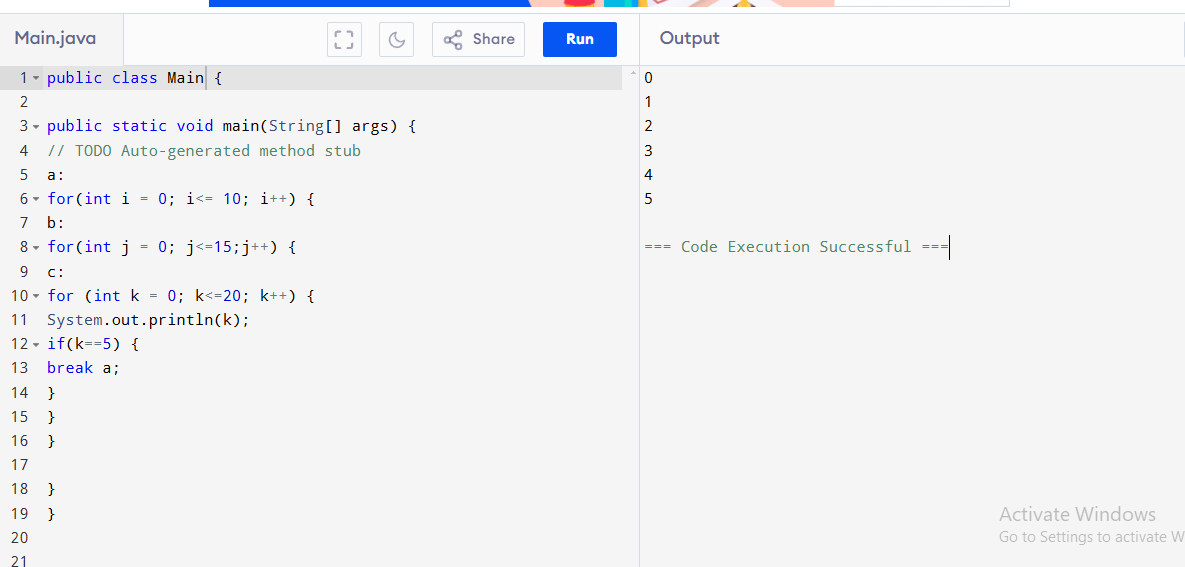 Main.java
Share
Run
Output
1 public class Main {
2
3 public static void main(String[] args) {
4 // TODO Auto-generated method stub
5 a:
6 for(int i = 0; i<= 10; i++) {
7 b:
8 for(int j = 0; j<=15;j++) {
9 c:
10 for (int k = 0; k<=20; k++) {
11 System.out.println(k);
12 if(k==5) {
13 break a;
14 }
15 }
16 }
17
18 }
19 }
20
21
0
1
2
3
4
5
=== Code Execution Successful ===
Activate Windows
Go to Settings to activate W